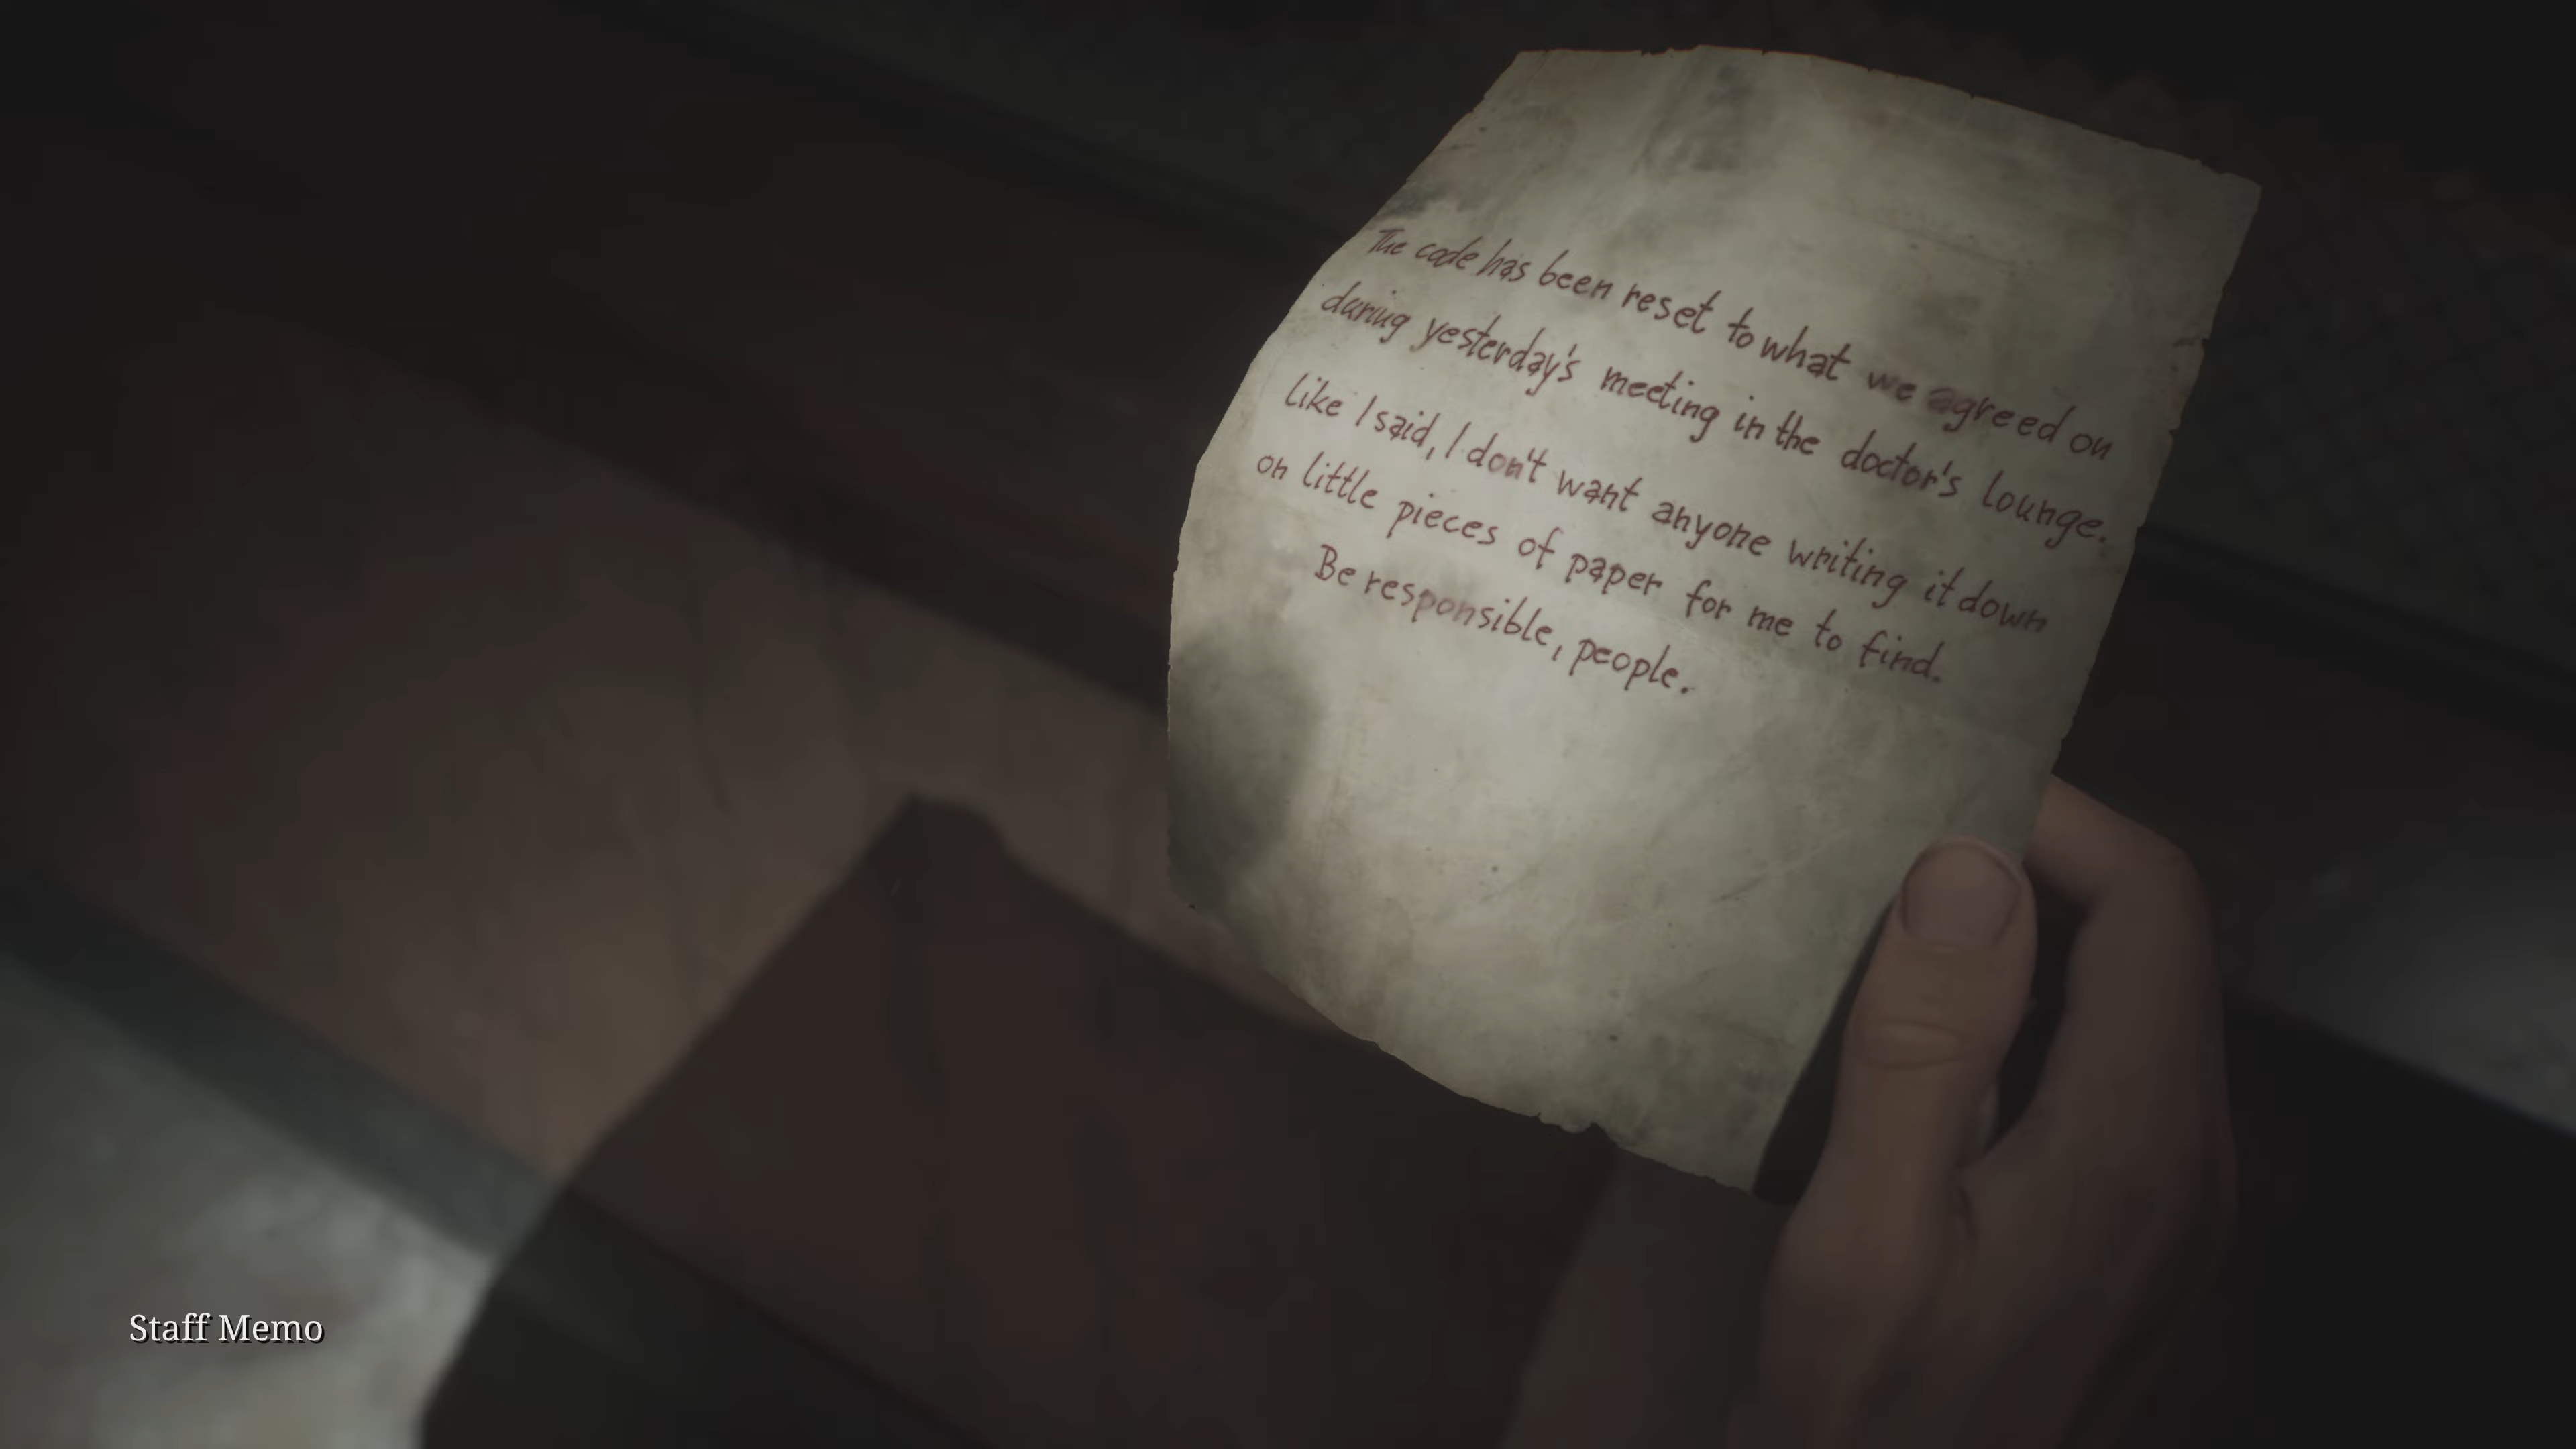 The code has been reset to what we agreed on
during yesterday's meeting in the doctor's lounge.
like I said, I don't want anyone writing it down
on little pieces of paper for me to find.
Be responsible, people.
Staff Memo